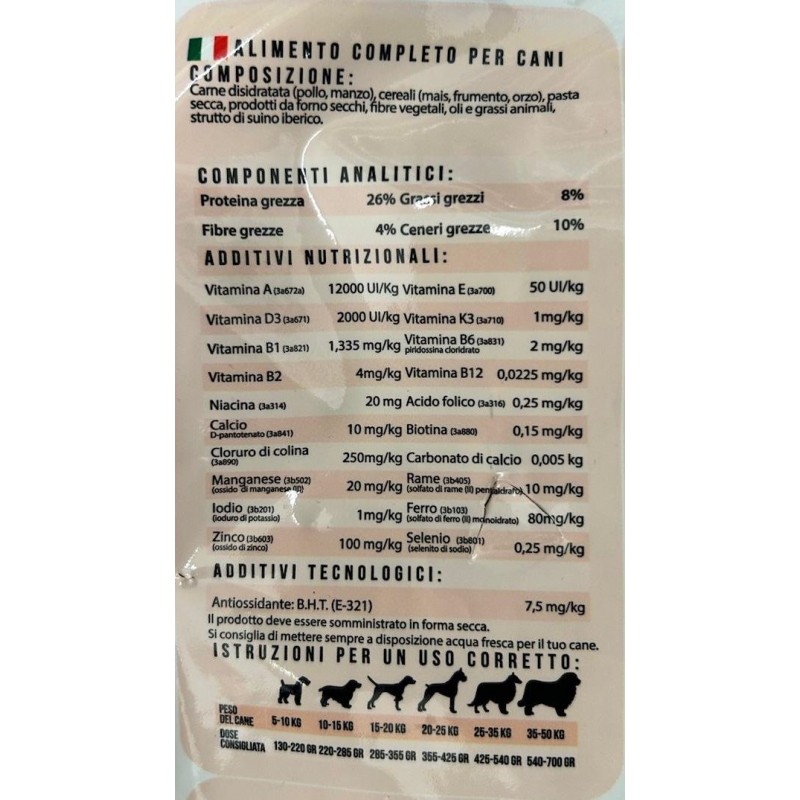 ALIMENTO COMPLETO PER CANI
COMPOSIZIONE:
Carne disidratata (pollo, manzo), cereali (mais, frumento, orzo), pasta
secca, prodotti da forno secchi, fibre vegetali, oli e grassi animali,
strutto di suino iberico.
COMPONENTI ANALITICI:
Proteina grezza 26% Grassi grezzi 8%
Fibre grezze 4% Ceneri grezze 10%
ADDITIVI NUTRIZIONALI:
Vitamina A (3a672a) 12000 UI/Kg Vitamina E (3a700) 50 UI/kg
Vitamina D3 (3a671) 2000 UI/kg Vitamina K3 (3a710) 1mg/kg
Vitamina B1 (3a821) 1,335 mg/kg Vitamina B6 (3a831) 2 mg/kg
piridossina cloridrato
Vitamina B2 4mg/kg Vitamina B12 0,0225 mg/kg
Niacina (3a314) 20 mg Acido folico (3a316) 0,25 mg/kg
Calcio 10 mg/kg Biotina (3a880) 0,15 mg/kg
D-pantotenato (3a841)
Cloruro di colina 250mg/kg Carbonato di calcio 0,005 kg
(3a890)
Manganese (3b502) 20 mg/kg Rame (3b405) 10 mg/kg
(ossido di manganese (II)) (solfato di rame (II) pentaidrato)
Iodio (3b201) 1mg/kg Ferro (3b103) 80mg/kg
(ioduro di potassio) (solfato di ferro (II) monoidrato)
Zinco (3b603) 100 mg/kg Selenio (3b801) 0,25 mg/kg
(ossido di zinco) (selenito di sodio)
ADDITIVI TECNOLOGICI:
Antiossidante: B.H.T. (E-321) 7,5 mg/kg
Il prodotto deve essere somministrato in forma secca.
Si consiglia di mettere sempre a disposizione acqua fresca per il tuo cane.
ISTRUZIONI PER UN USO CORRETTO:
PESO
DEL CANE 5-10 KG 10-15 KG 15-20 KG 20-25 KG 25-35 KG 35-50 KG
DOSE
CONSIGLIATA 130-220 GR 220-285 GR 285-355 GR 355-425 GR 425-540 GR 540-700 GR